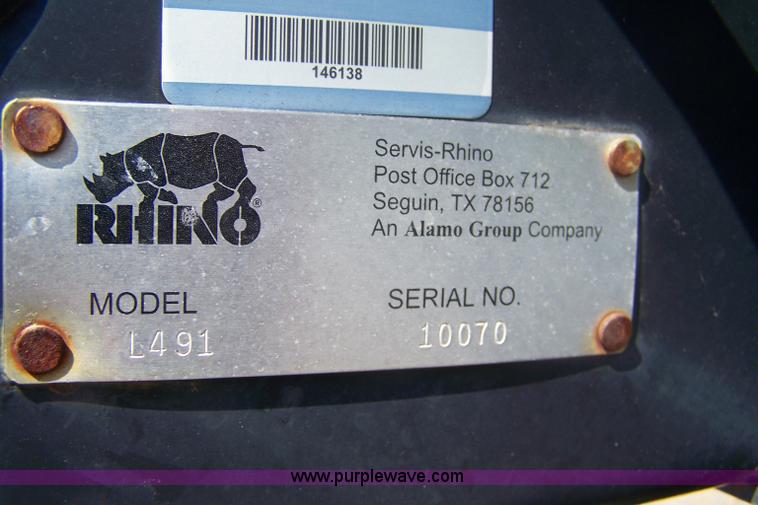 146138
RHINO®
Servis-Rhino
Post Office Box 712
Seguin, TX 78156
An Alamo Group Company
MODEL
L491
SERIAL NO.
10070
www.purplewave.com